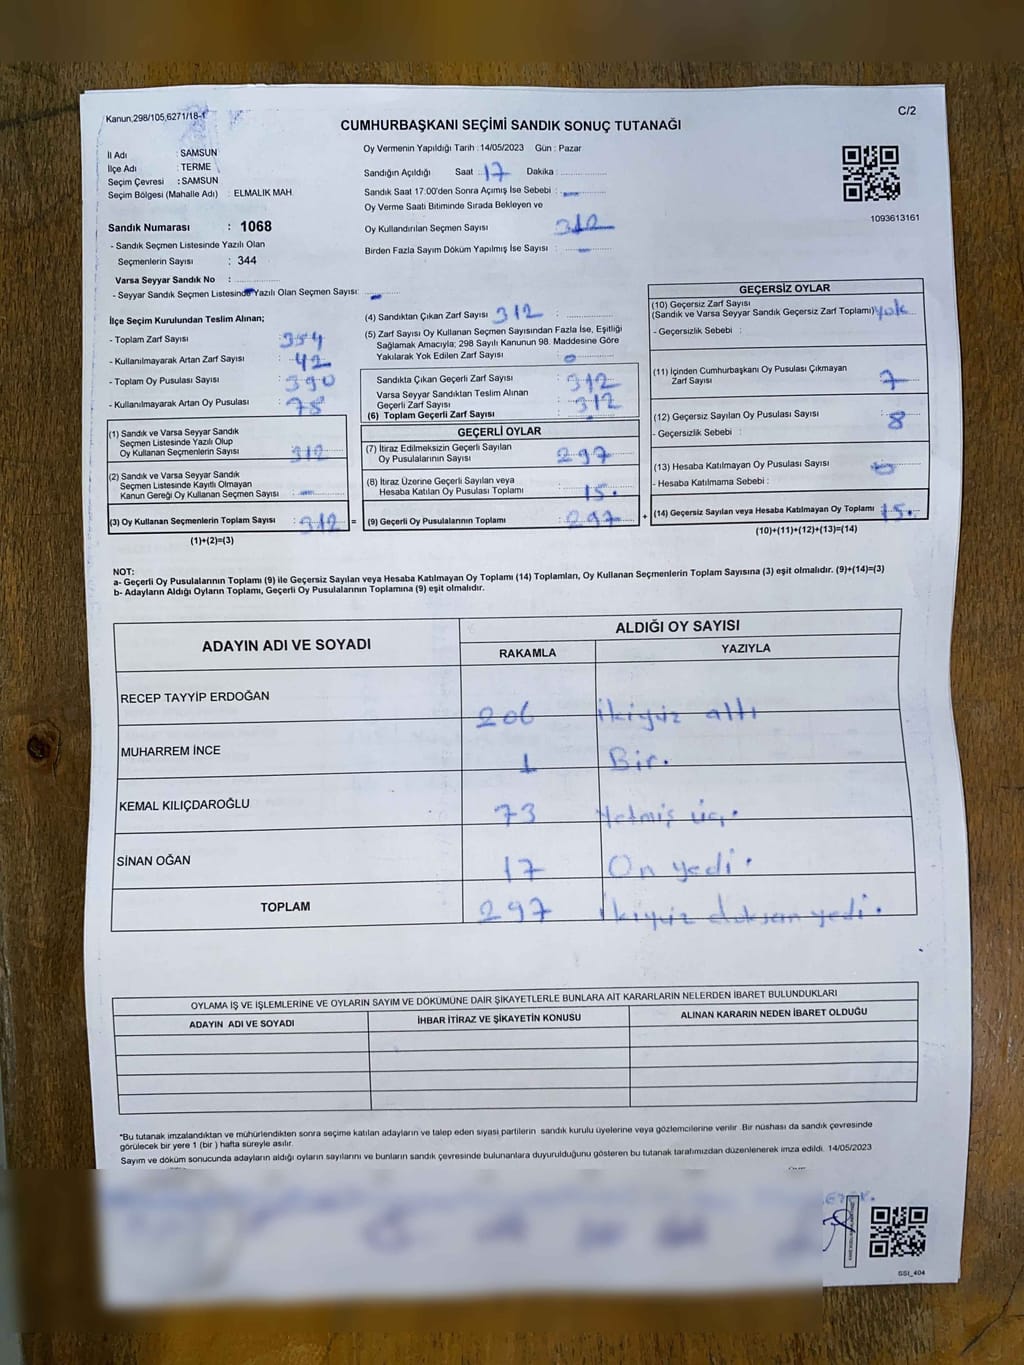 Kanun,298/105,6271/18-1
C/2
CUMHURBAŞKANI SEÇİMİ SANDIK SONUÇ TUTANAĞI
İl Adı : SAMSUN
İlçe Adı : TERME
Seçim Çevresi : SAMSUN
Seçim Bölgesi (Mahalle Adı) : ELMALIK MAH
Sandık Numarası : 1068
- Sandık Seçmen Listesinde Yazılı Olan
Seçmenlerin Sayısı : 344
Varsa Seyyar Sandık No :
- Seyyar Sandık Seçmen Listesinde Yazılı Olan Seçmen Sayısı: -
Oy Vermenin Yapıldığı Tarih : 14/05/2023 Gün : Pazar
Sandığın Açıldığı Saat : 17 Dakika :
Sandık Saat 17:00'den Sonra Açımış İse Sebebi : -
Oy Verme Saati Bitiminde Sırada Bekleyen ve
Oy Kullandırılan Seçmen Sayısı 312
Birden Fazla Sayım Döküm Yapılmış İse Sayısı : -
1093613161
İlçe Seçim Kurulundan Teslim Alınan;
- Toplam Zarf Sayısı : 354
- Kullanılmayarak Artan Zarf Sayısı : 42
- Toplam Oy Pusulası Sayısı : 390
- Kullanılmayarak Artan Oy Pusulası : 78
(1) Sandık ve Varsa Seyyar Sandık
Seçmen Listesinde Yazılı Olup
Oy Kullanan Seçmenlerin Sayısı : 312
(2) Sandık ve Varsa Seyyar Sandık
Seçmen Listesinde Kayıtlı Olmayan
Kanun Gereği Oy Kullanan Seçmen Sayısı : -
(3) Oy Kullanan Seçmenlerin Toplam Sayısı : 312
(1)+(2)=(3)
(4) Sandıktan Çıkan Zarf Sayısı 312
(5) Zarf Sayısı Oy Kullanan Seçmen Sayısından Fazla İse, Eşitliği
Sağlamak Amacıyla; 298 Sayılı Kanunun 98. Maddesine Göre
Yakılarak Yok Edilen Zarf Sayısı : 0
Sandıkta Çıkan Geçerli Zarf Sayısı : 312
Varsa Seyyar Sandıktan Teslim Alınan
Geçerli Zarf Sayısı : 312
(6) Toplam Geçerli Zarf Sayısı :
GEÇERLİ OYLAR
(7) İtiraz Edilmeksizin Geçerli Sayılan
Oy Pusulalarının Sayısı : 297
(8) İtiraz Üzerine Geçerli Sayılan veya
Hesaba Katılan Oy Pusulası Toplamı : 15.
= (9) Geçerli Oy Pusulalarının Toplamı : 297
GEÇERSİZ OYLAR
(10) Geçersiz Zarf Sayısı
(Sandık ve Varsa Seyyar Sandık Geçersiz Zarf Toplamı) yok
- Geçersizlik Sebebi :
(11) İçinden Cumhurbaşkanı Oy Pusulası Çıkmayan
Zarf Sayısı : 7
(12) Geçersiz Sayılan Oy Pusulası Sayısı : 8
- Geçersizlik Sebebi :
(13) Hesaba Katılmayan Oy Pusulası Sayısı :
- Hesaba Katılmama Sebebi :
+ (14) Geçersiz Sayılan veya Hesaba Katılmayan Oy Toplamı : 15.
(10)+(11)+(12)+(13)=(14)
NOT:
a- Geçerli Oy Pusulalarının Toplamı (9) ile Geçersiz Sayılan veya Hesaba Katılmayan Oy Toplamı (14) Toplamları, Oy Kullanan Seçmenlerin Toplam Sayısına (3) eşit olmalıdır. (9)+(14)=(3)
b- Adayların Aldığı Oyların Toplamı, Geçerli Oy Pusulalarının Toplamına (9) eşit olmalıdır.
ADAYIN ADI VE SOYADI ALDIĞI OY SAYISI
RAKAMLA YAZIYLA
RECEP TAYYİP ERDOĞAN 206 ikiyüz altı
MUHARREM İNCE 1 Bir.
KEMAL KILIÇDAROĞLU 73 Yetmiş üç.
SİNAN OĞAN 17 On yedi.
TOPLAM 297 İkiyüz doksan yedi.
OYLAMA İŞ VE İŞLEMLERİNE VE OYLARIN SAYIM VE DÖKÜMÜNE DAİR ŞİKAYETLERLE BUNLARA AİT KARARLARIN NELERDEN İBARET BULUNDUKLARI
ADAYIN ADI VE SOYADI İHBAR İTİRAZ VE ŞİKAYETİN KONUSU ALINAN KARARIN NEDEN İBARET OLDUĞU
*Bu tutanak imzalandıktan ve mühürlendikten sonra seçime katılan adayların ve talep eden siyasi partilerin sandık kurulu üyelerine veya gözlemcilerine verilir. Bir nüshası da sandık çevresinde
görülecek bir yere 1 (bir) hafta süreyle asılır.
Sayım ve döküm sonucunda adayların aldığı oyların sayılarını ve bunların sandık çevresinde bulunanlara duyurulduğunu gösteren bu tutanak tarafımızdan düzenlenerek imza edildi. 14/05/2023
GSI_404